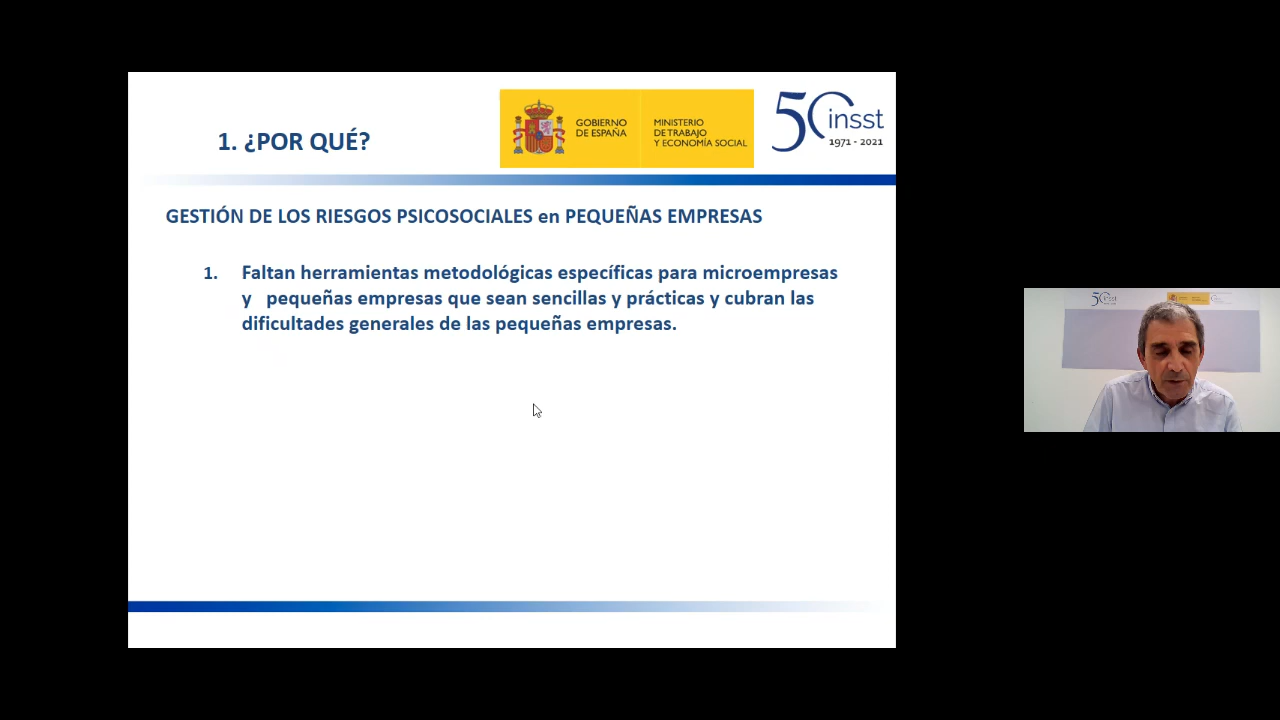 1. ¿POR QUÉ?
GOBIERNO
DE ESPAÑA
MINISTERIO
DE TRABAJO
Y ECONOMÍA SOCIAL
50 insst
1971 - 2021
GESTIÓN DE LOS RIESGOS PSICOSOCIALES en PEQUEÑAS EMPRESAS
1. Faltan herramientas metodológicas específicas para microempresas
y pequeñas empresas que sean sencillas y prácticas y cubran las
dificultades generales de las pequeñas empresas.
insst